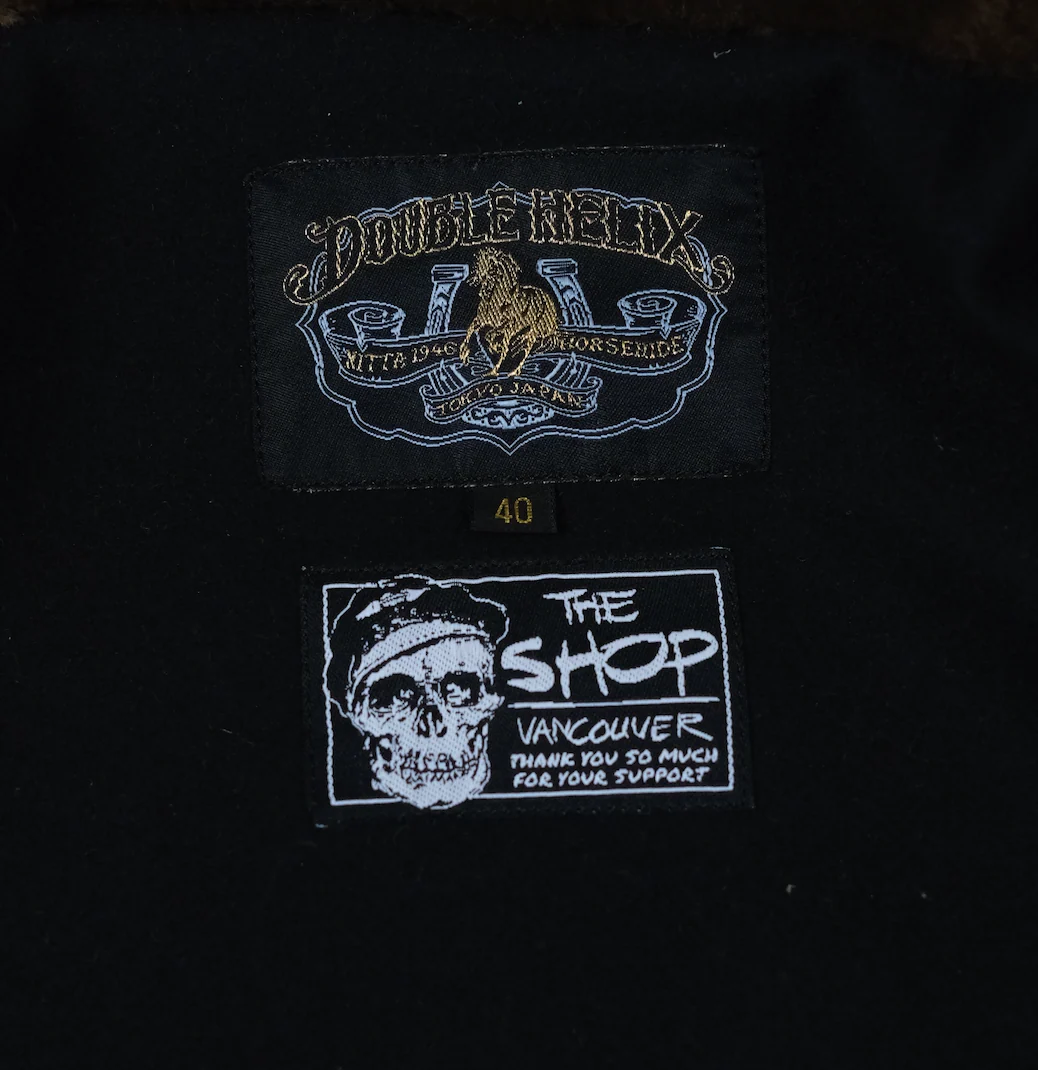 DOUBLE HELIX
NITTA 1946 HORSEHIDE
TOKYO JAPAN
40
THE
SHOP
VANCOUVER
THANK YOU SO MUCH
FOR YOUR SUPPORT